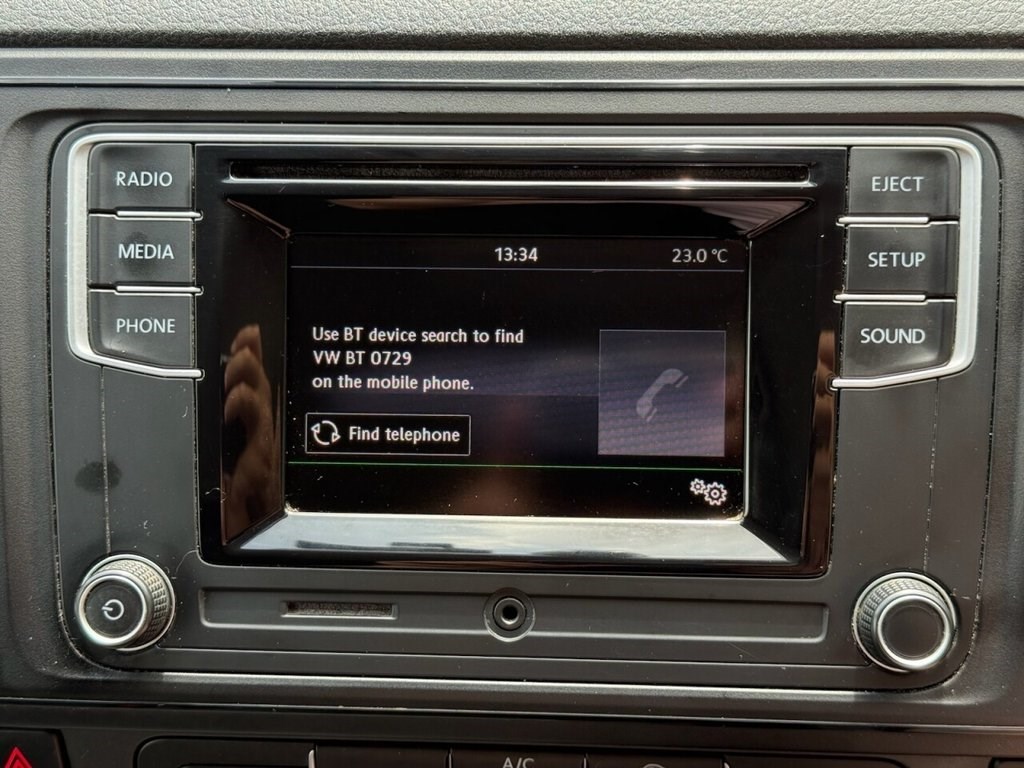 RADIO
MEDIA
PHONE
13:34
23.0 °C
Use BT device search to find
VW BT 0729
on the mobile phone.
Find telephone
EJECT
SETUP
SOUND
A/C